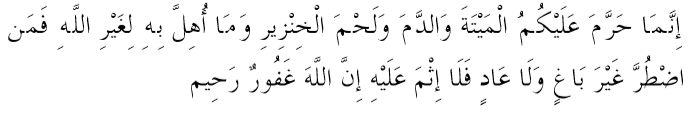 إِنَّمَا حَرَّمَ عَلَيْكُمُ الْمَيْتَةَ وَالدَّمَ وَلَحْمَ الْخِنْزِيرِ وَمَا أُهِلَّ بِهِ لِغَيْرِ اللَّهِ فَمَن
اضْطُرَّ غَيْرَ بَاغٍ وَلَا عَادٍ فَلَا إِثْمَ عَلَيْهِ إِنَّ اللَّهَ غَفُورٌ رَحِيم